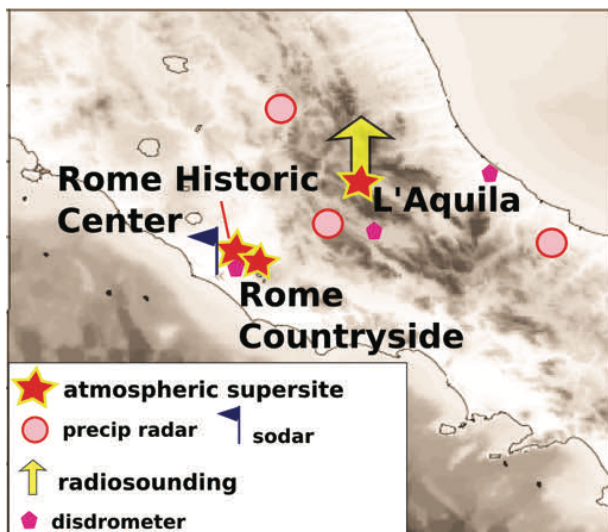 Rome Historic
Center
L'Aquila
Rome
Countryside
atmospheric supersite
precip radar
sodar
radiosounding
disdrometer